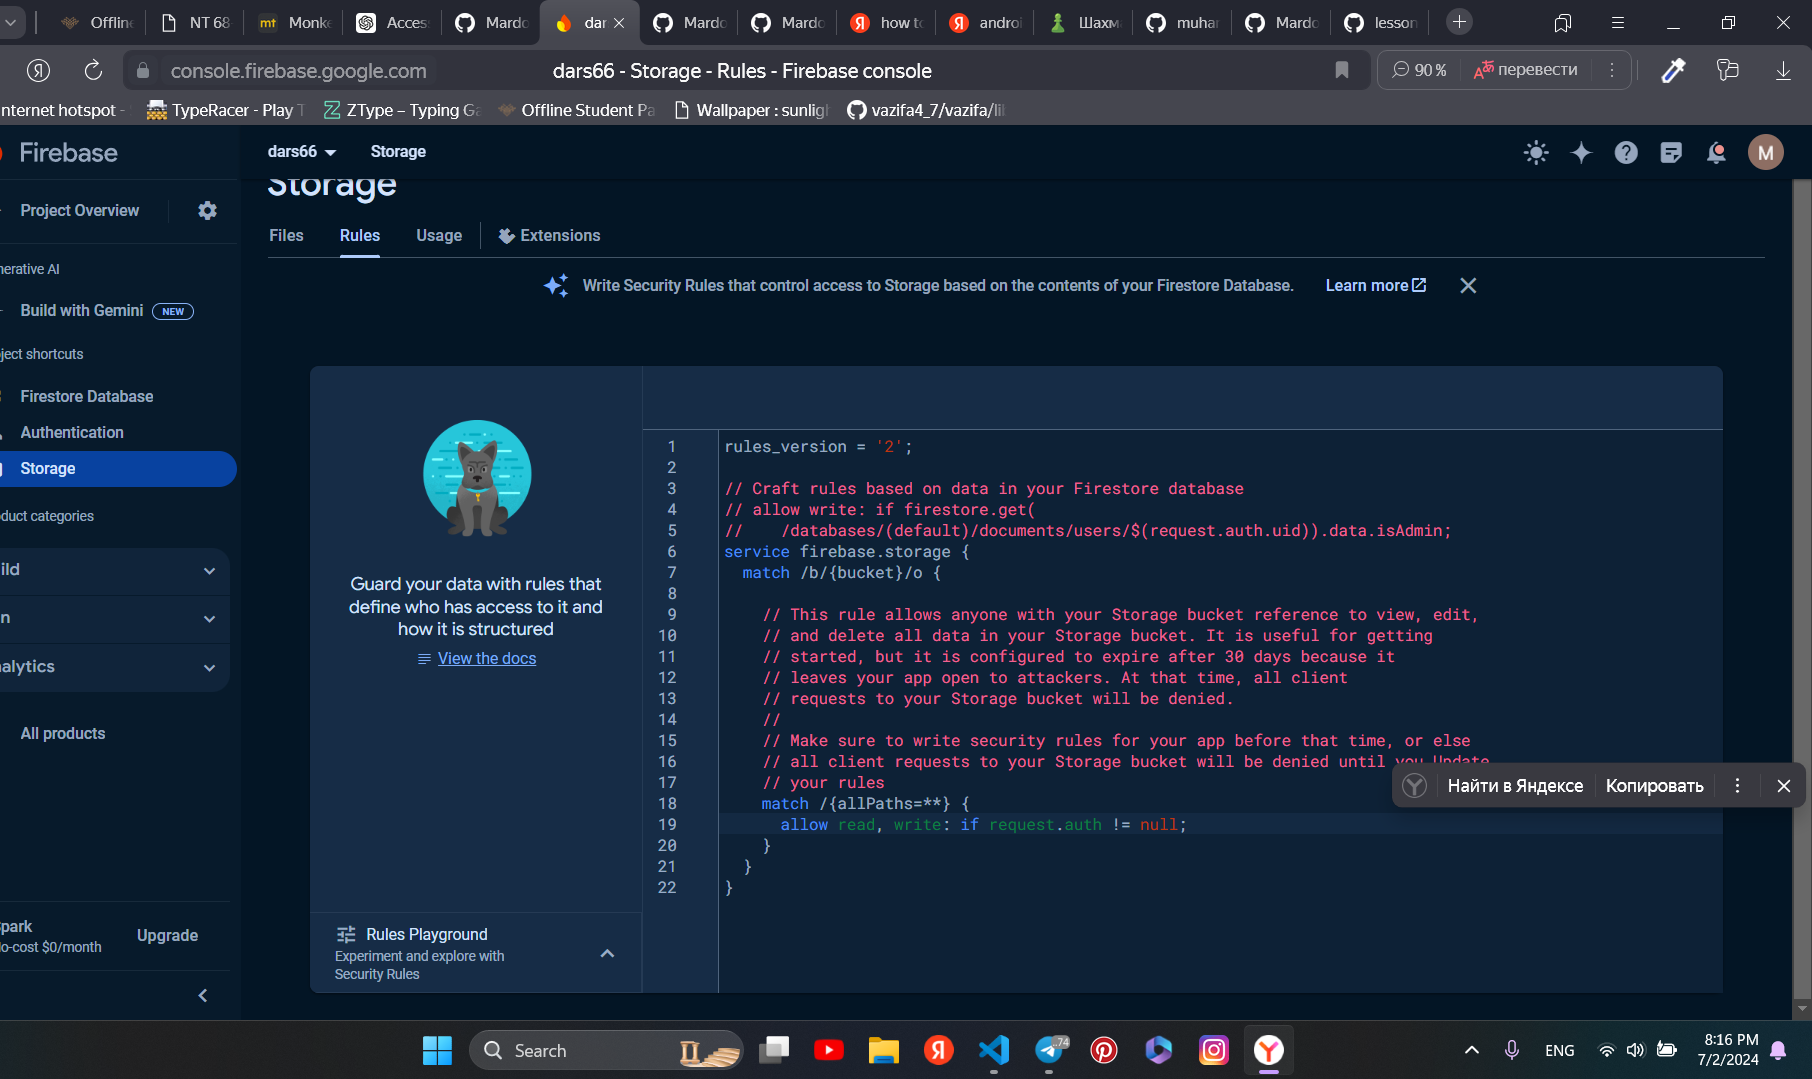 Offline
NT 68
mt Monke
Acces
Mardo
dar
Mardo
Mardo
Я how to
Я androi
Шахм
muhar
Mardo
lesson
Я
console.firebase.google.com
dars66 - Storage - Rules - Firebase console
90 %
перевести
nternet hotspot -
TypeRacer - Play T
ZType – Typing Ga
Offline Student Pa
Wallpaper : sunligh
vazifa4_7/vazifa/li
Firebase
dars66
Storage
M
Storage
Project Overview
Files
Rules
Usage
Extensions
nerative AI
Write Security Rules that control access to Storage based on the contents of your Firestore Database.
Learn more
Build with Gemini
NEW
ject shortcuts
Firestore Database
Authentication
Storage
duct categories
ild
n
alytics
All products
park
o-cost $0/month
Upgrade
Guard your data with rules that
define who has access to it and
how it is structured
View the docs
Rules Playground
Experiment and explore with
Security Rules
1 rules_version = '2';
2
3 // Craft rules based on data in your Firestore database
4 // allow write: if firestore.get(
5 //    /databases/(default)/documents/users/$(request.auth.uid)).data.isAdmin;
6 service firebase.storage {
7   match /b/{bucket}/o {
8
9     // This rule allows anyone with your Storage bucket reference to view, edit,
10     // and delete all data in your Storage bucket. It is useful for getting
11     // started, but it is configured to expire after 30 days because it
12     // leaves your app open to attackers. At that time, all client
13     // requests to your Storage bucket will be denied.
14     //
15     // Make sure to write security rules for your app before that time, or else
16     // all client requests to your Storage bucket will be denied until you Update
17     // your rules
18     match /{allPaths=**} {
19       allow read, write: if request.auth != null;
20     }
21   }
22 }
Найти в Яндексе
Копировать
Search
Я
74
ENG
8:16 PM
7/2/2024